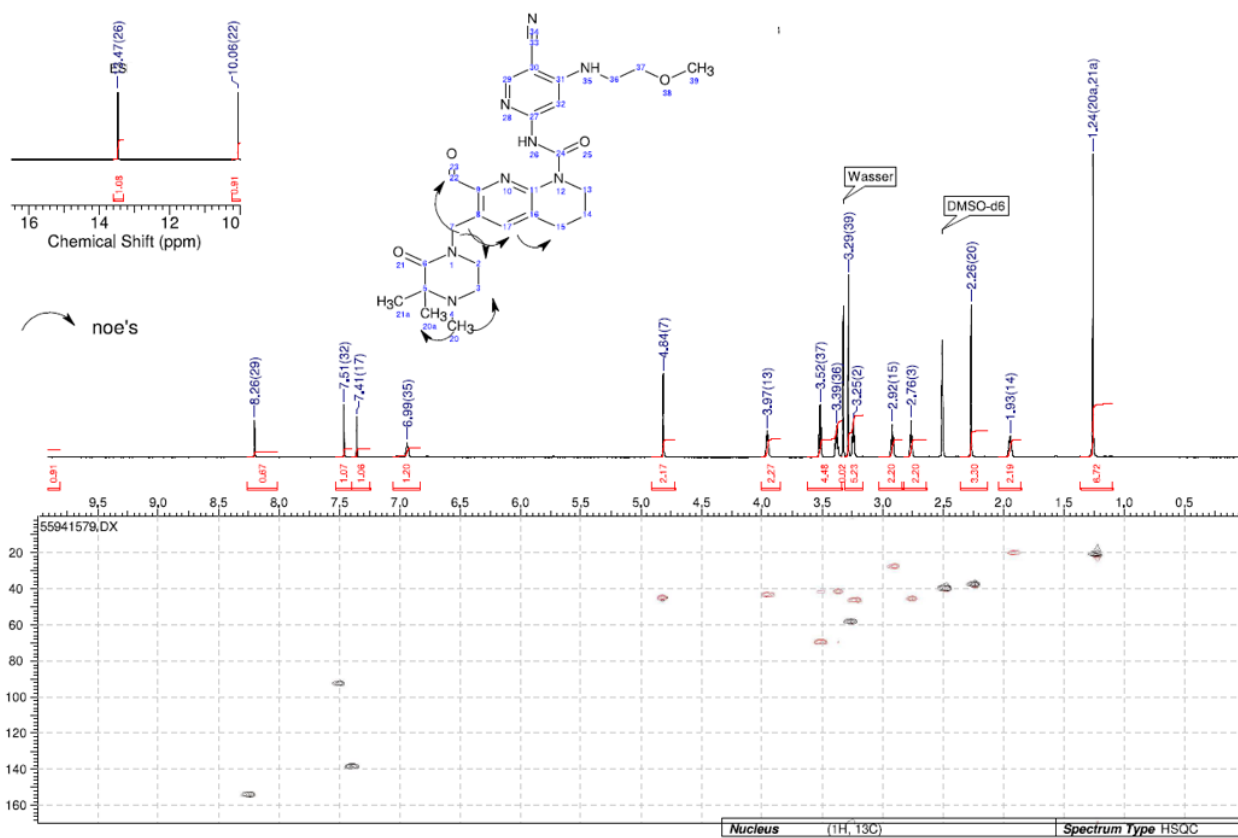 13.47(26)
10.06(22)
1.08
0.91
16 14 12 10
Chemical Shift (ppm)
N
34
33
30
29
31
NH
35
36
37
O
38
CH₃
39
N
28
32
27
NH
26
24
O
25
O
23
22
9
N
10
11
N
12
13
8
16
14
7
17
15
O
21
6
N
1
2
5
3
H₃C
21a
CH₃
20a
N
4
CH₃
20
noe's
Wasser
DMSO-d6
8.26(29)
7.51(32)
7.41(17)
6.99(35)
4.84(7)
3.97(13)
3.52(37)
3.39(36)
3.29(39)
3.25(2)
2.92(15)
2.76(3)
2.26(20)
1.93(14)
1.24(20a,21a)
0.91 0.67 1.07 1.06 1.20 2.17 2.27 4.48 0.02 5.23 2.20 2.20 3.30 2.19 6.72
9,5 9,0 8,5 8,0 7,5 7,0 6,5 6,0 5,5 5,0 4,5 4,0 3,5 3,0 2,5 2,0 1,5 1,0 0,5
55941579.DX
20
40
60
80
100
120
140
160
Nucleus (1H, 13C) Spectrum Type HSQC